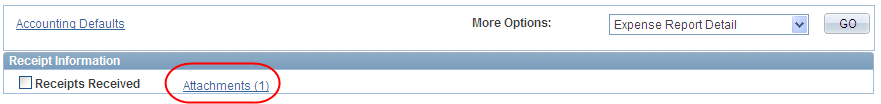 Accounting Defaults More Options: Expense Report Detail GO
Receipt Information
Receipts Received Attachments (1)